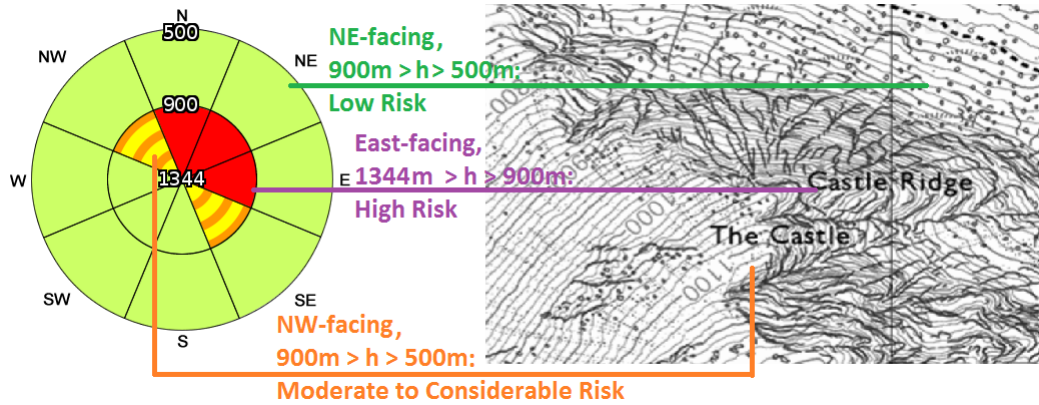 N
500
NW
NE
900
W
1344
E
SW
SE
S
NE-facing,
900m > h > 500m:
Low Risk
East-facing,
1344m > h > 900m:
High Risk
NW-facing,
900m > h > 500m:
Moderate to Considerable Risk
Castle Ridge
The Castle
1000
1100